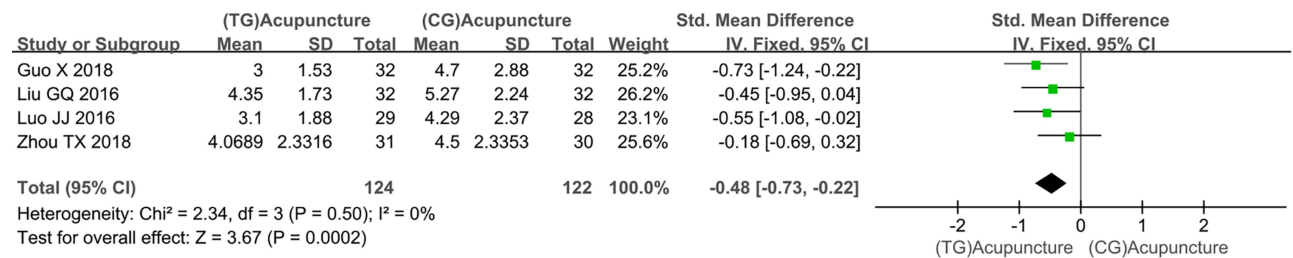 (TG)Acupuncture (CG)Acupuncture Std. Mean Difference Std. Mean Difference
Study or Subgroup Mean SD Total Mean SD Total Weight IV, Fixed, 95% CI IV, Fixed, 95% CI
Guo X 2018 3 1.53 32 4.7 2.88 32 25.2% -0.73 [-1.24, -0.22]
Liu GQ 2016 4.35 1.73 32 5.27 2.24 32 26.2% -0.45 [-0.95, 0.04]
Luo JJ 2016 3.1 1.88 29 4.29 2.37 28 23.1% -0.55 [-1.08, -0.02]
Zhou TX 2018 4.0689 2.3316 31 4.5 2.3353 30 25.6% -0.18 [-0.69, 0.32]
Total (95% CI) 124 122 100.0% -0.48 [-0.73, -0.22]
Heterogeneity: Chi² = 2.34, df = 3 (P = 0.50); I² = 0%
Test for overall effect: Z = 3.67 (P = 0.0002)
-2 -1 0 1 2
(TG)Acupuncture (CG)Acupuncture